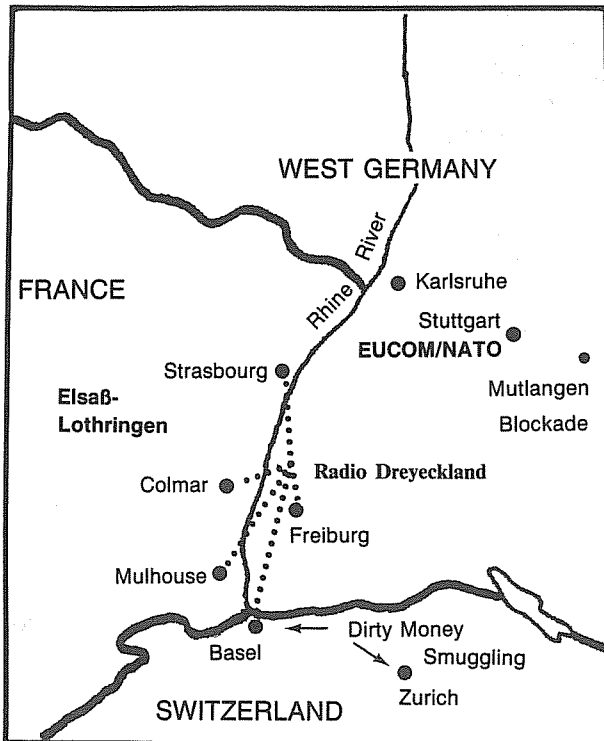 WEST GERMANY
Rhine River
FRANCE
Karlsruhe
Stuttgart
EUCOM/NATO
Strasbourg
Mutlangen
Blockade
Elsaß-
Lothringen
Radio Dreyeckland
Colmar
Freiburg
Mulhouse
Basel
Dirty Money
Smuggling
Zurich
SWITZERLAND